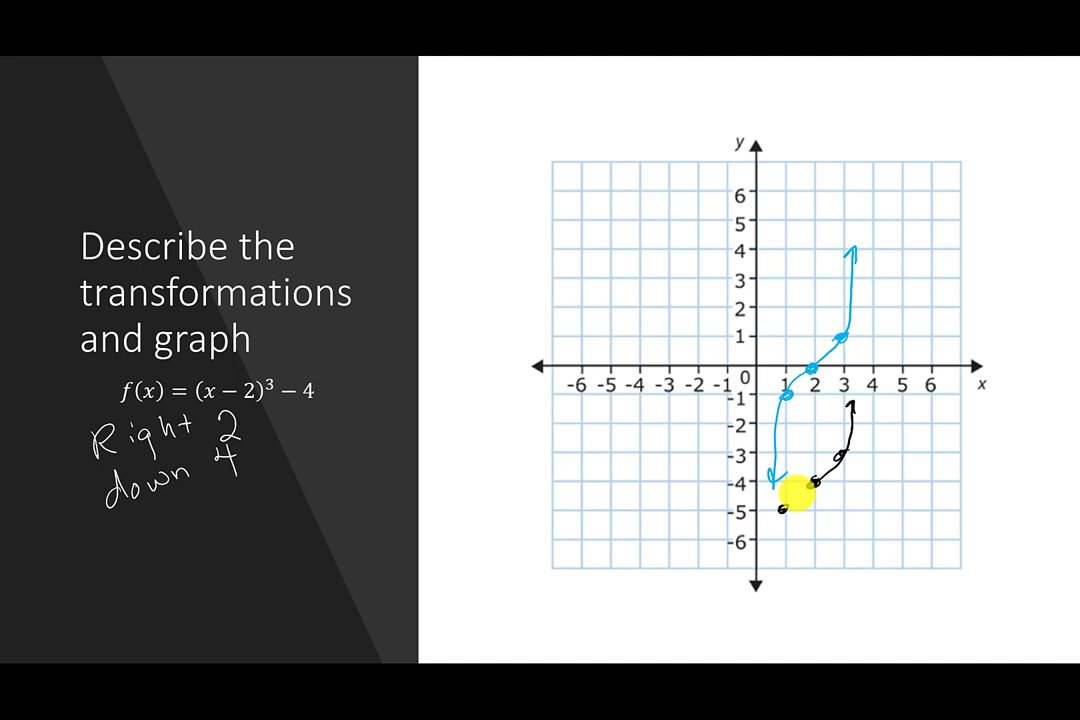 Describe the
transformations
and graph
f(x) = (x − 2)³ − 4
Right 2
down 4
y
6
5
4
3
2
1
0
-6 -5 -4 -3 -2 -1 1 2 3 4 5 6 x
-1
-2
-3
-4
-5
-6